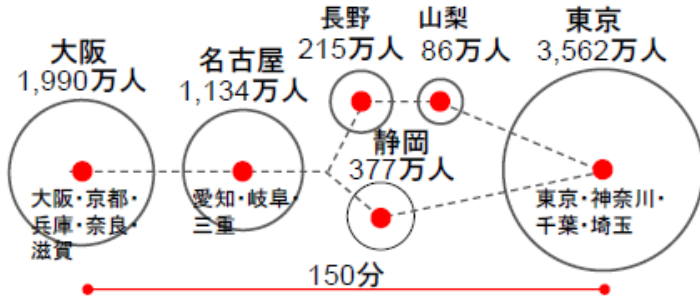 大阪
1,990万人
名古屋
1,134万人
長野
215万人
山梨
86万人
東京
3,562万人
静岡
377万人
大阪・京都・
兵庫・奈良・
滋賀
愛知・岐阜・
三重
東京・神奈川・
千葉・埼玉
150分